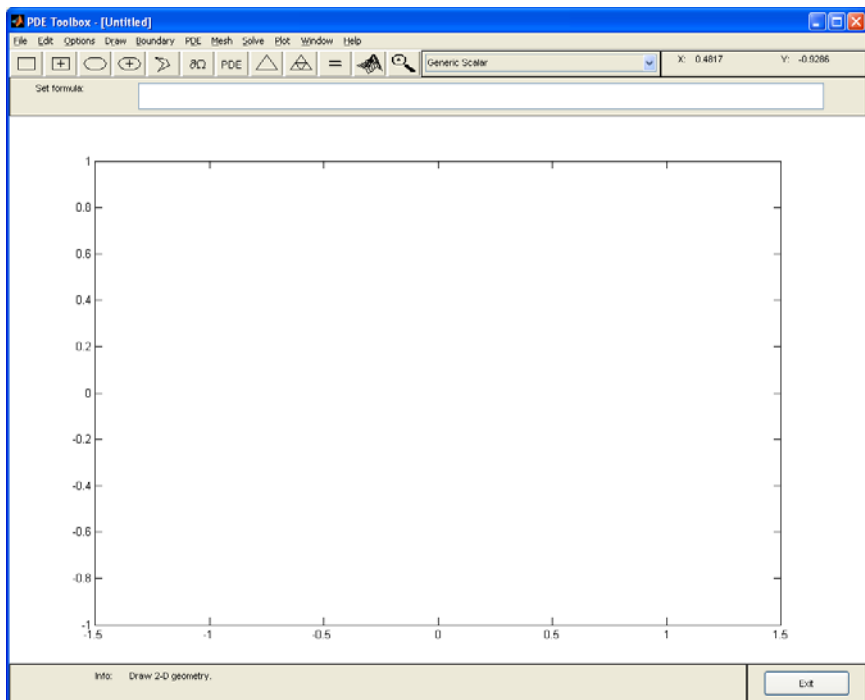 PDE Toolbox - [Untitled]
File Edit Options Draw Boundary PDE Mesh Solve Plot Window Help
∂Ω PDE = Generic Scalar X: 0.4817 Y: -0.9286
Set formula:
1
0.8
0.6
0.4
0.2
0
-0.2
-0.4
-0.6
-0.8
-1
-1.5 -1 -0.5 0 0.5 1 1.5
Info: Draw 2-D geometry.
Exit